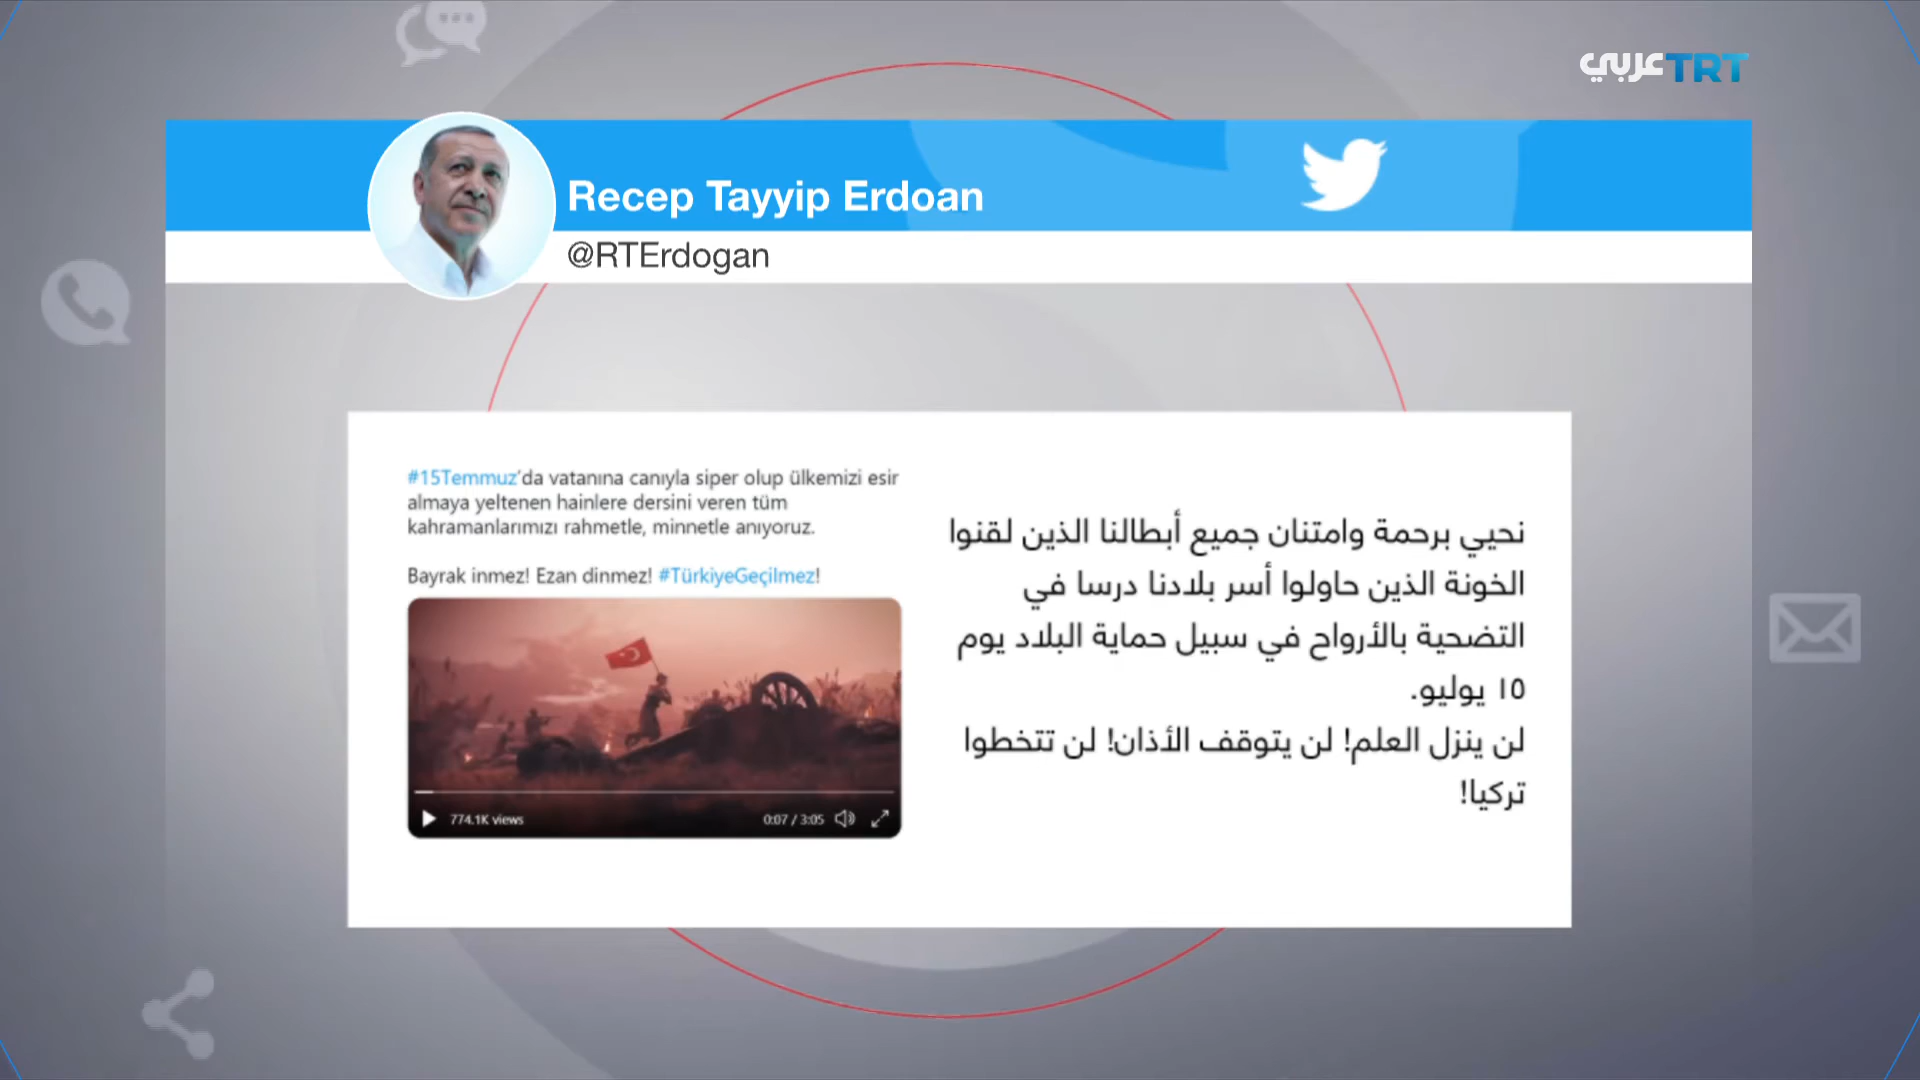 TRT عربي
Recep Tayyip Erdoan
@RTErdogan
#15Temmuz'da vatanına canıyla siper olup ülkemizi esir
almaya yeltenen hainlere dersini veren tüm
kahramanlarımızı rahmetle, minnetle anıyoruz.
Bayrak inmez! Ezan dinmez! #TürkiyeGeçilmez!
774.1K views
0:07 / 3:05
نحيي برحمة وامتنان جميع أبطالنا الذين لقنوا
الخونة الذين حاولوا أسر بلادنا درسا في
التضحية بالأرواح في سبيل حماية البلاد يوم
١٥ يوليو.
لن ينزل العلم! لن يتوقف الأذان! لن تتخطوا
تركيا!